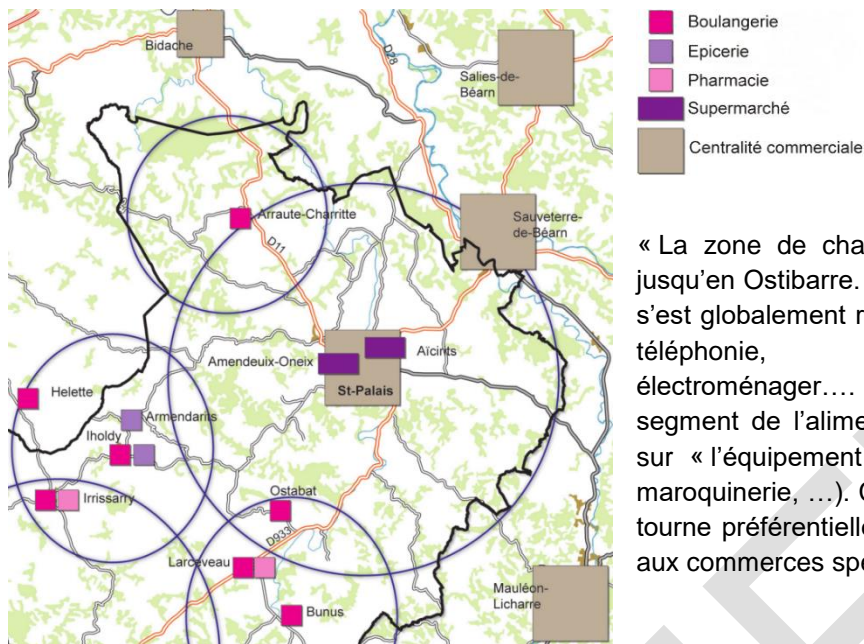 Bidache
D28
Salies-de-
Béarn
Arraute-Charritte
Sauveterre-
de-Béarn
D11
Amendeuix-Oneix
Aïcirits
St-Palais
Helette
Armendarits
Iholdy
Irrissarry
Ostabat
D933
Larceveau
Bunus
Mauléon-
Licharre
Boulangerie
Epicerie
Pharmacie
Supermarché
Centralité commerciale
« La zone de cha
jusqu’en Ostibarre.
s’est globalement r
téléphonie,
électroménager….
segment de l’alime
sur « l’équipement
maroquinerie, …). C
tourne préférentielle
aux commerces spé